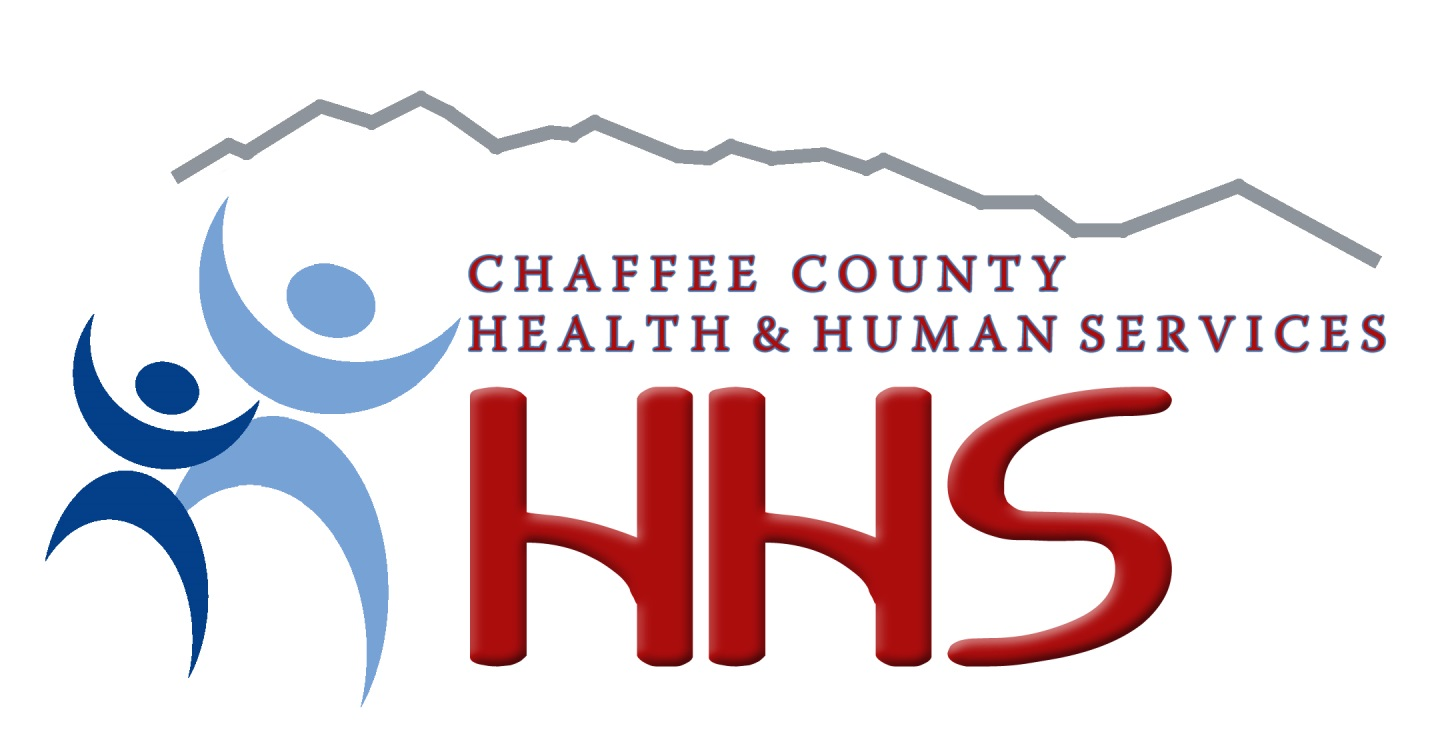 CHAFFEE COUNTY
HEALTH & HUMAN SERVICES
HHS